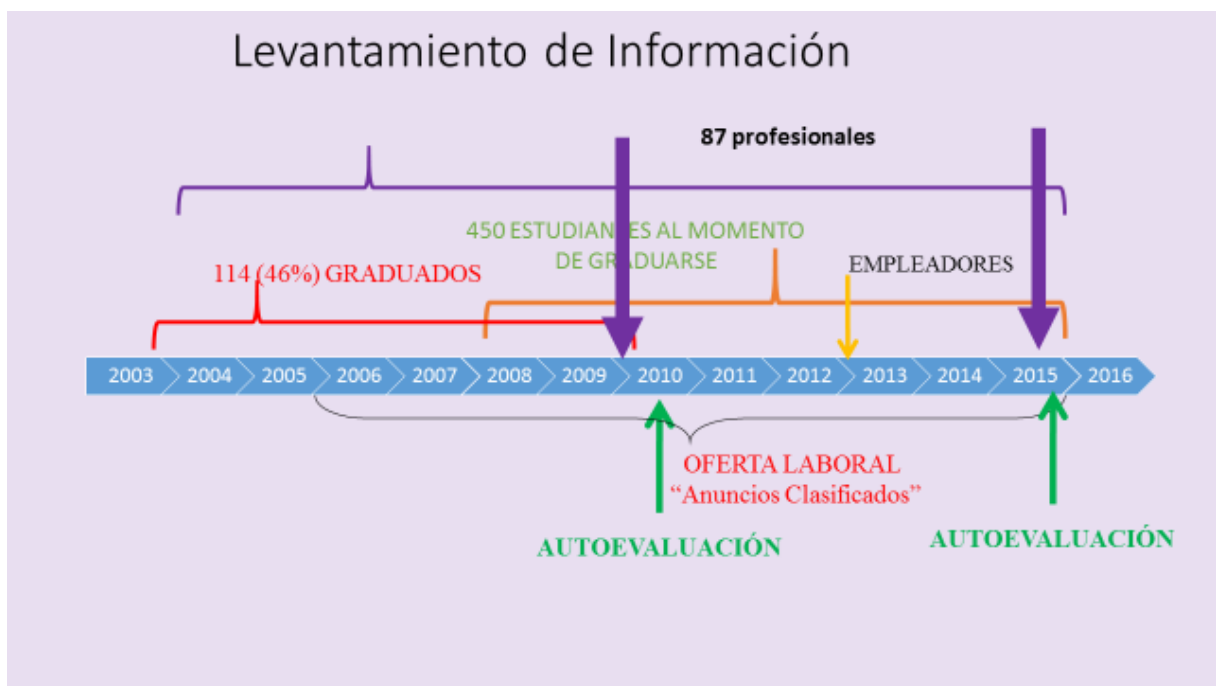 Levantamiento de Información
87 profesionales
450 ESTUDIANTES AL MOMENTO
DE GRADUARSE
114 (46%) GRADUADOS
EMPLEADORES
2003 2004 2005 2006 2007 2008 2009 2010 2011 2012 2013 2014 2015 2016
OFERTA LABORAL
“Anuncios Clasificados”
AUTOEVALUACIÓN
AUTOEVALUACIÓN